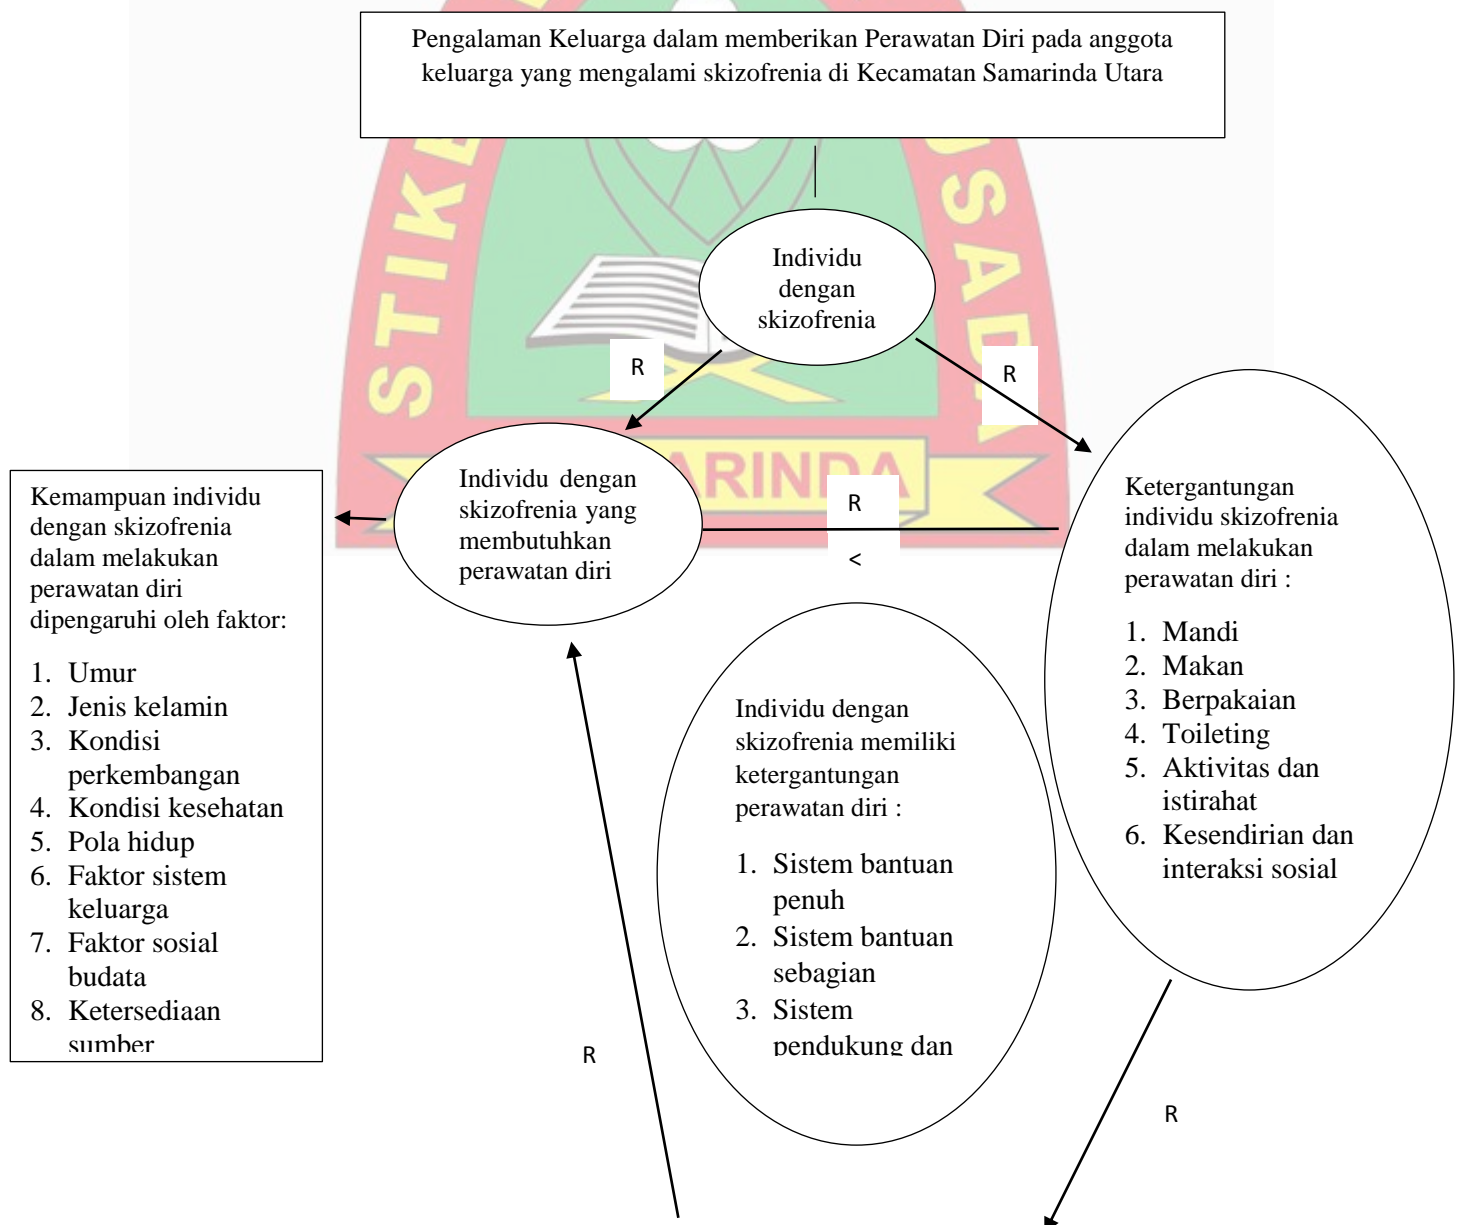 Pengalaman Keluarga dalam memberikan Perawatan Diri pada anggota
keluarga yang mengalami skizofrenia di Kecamatan Samarinda Utara
Individu
dengan
skizofrenia
R
R
Individu dengan
skizofrenia yang
membutuhkan
perawatan diri
R
<
Kemampuan individu
dengan skizofrenia
dalam melakukan
perawatan diri
dipengaruhi oleh faktor:
1. Umur
2. Jenis kelamin
3. Kondisi
perkembangan
4. Kondisi kesehatan
5. Pola hidup
6. Faktor sistem
keluarga
7. Faktor sosial
budata
8. Ketersediaan
sumber
Ketergantungan
individu skizofrenia
dalam melakukan
perawatan diri :
1. Mandi
2. Makan
3. Berpakaian
4. Toileting
5. Aktivitas dan
istirahat
6. Kesendirian dan
interaksi sosial
Individu dengan
skizofrenia memiliki
ketergantungan
perawatan diri :
1. Sistem bantuan
penuh
2. Sistem bantuan
sebagian
3. Sistem
pendukung dan
R
R